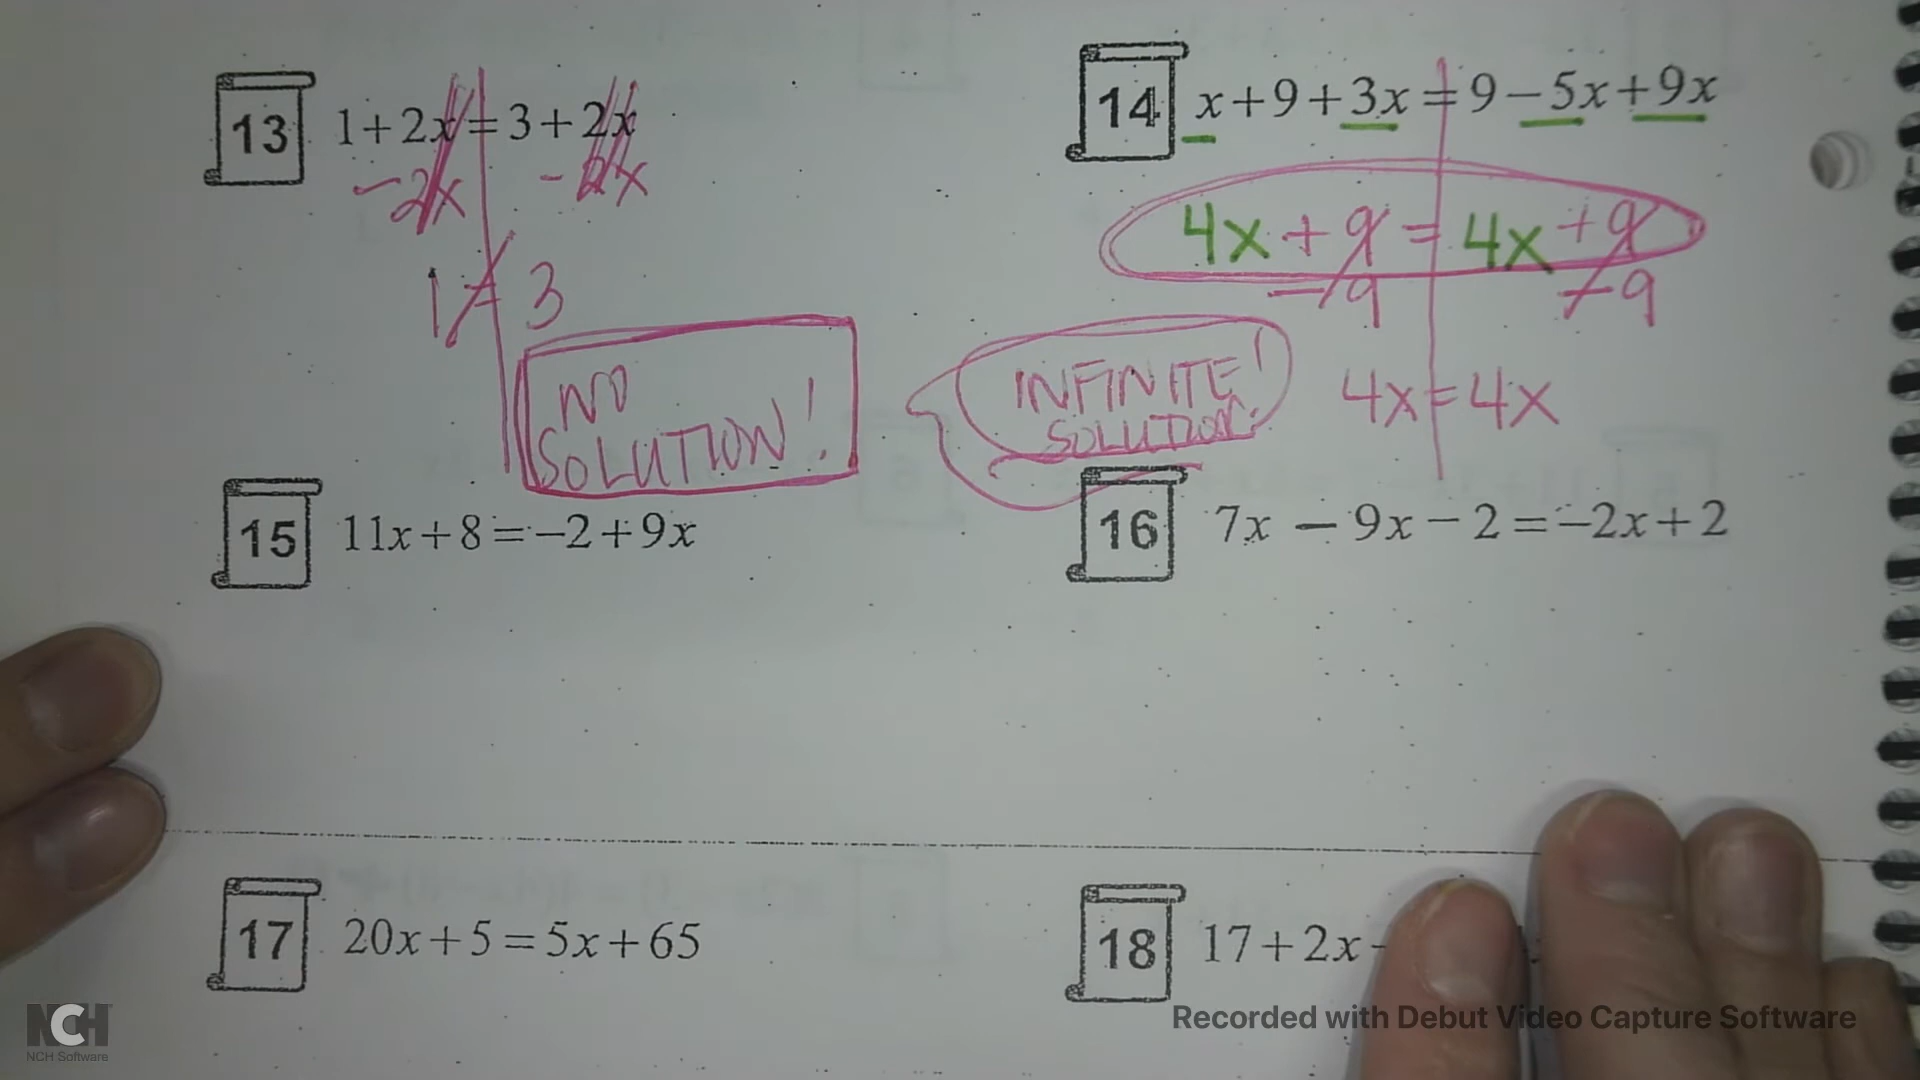 13 1+2x=3+2x
-2x -2x
1≠3
NO
SOLUTION!
14 x+9+3x=9-5x+9x
4x+9=4x+9
-9 -9
4x=4x
INFINITE!
SOLUTION!
15 11x+8=-2+9x
16 7x - 9x-2=-2x+2
17 20x+5=5x+65
18 17+2x-
Recorded with Debut Video Capture Software
NCH
NCH Software